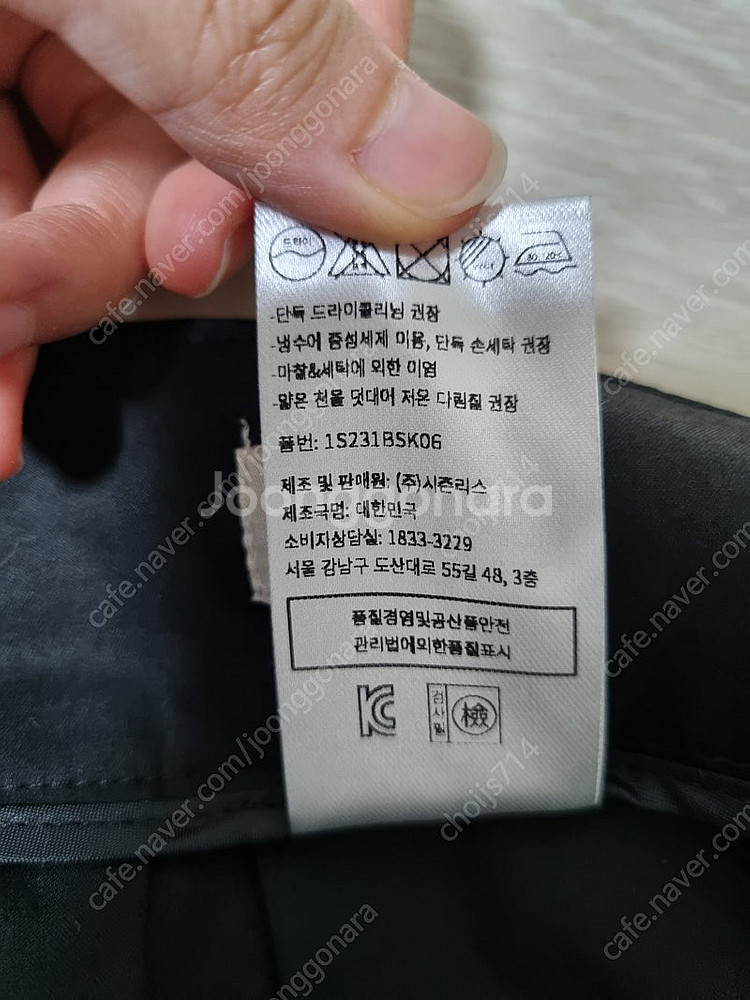 드라이
-단독 드라이클리닝 권장
-냉수에 중성세제 이용, 단독 손세탁 권장
-마찰&세탁에 의한 이염
-얇은 천을 덧대어 저온 다림질 권장
품번: 1S231BSK06
제조 및 판매원: (주)시즌리스
제조국명: 대한민국
소비자상담실: 1833-3229
서울 강남구 도산대로 55길 48, 3층
품질경영및공산품안전
관리법에의한품질표시
검사필 檢
Joonggonara
cafe.naver.com/joonggonara
choijs714